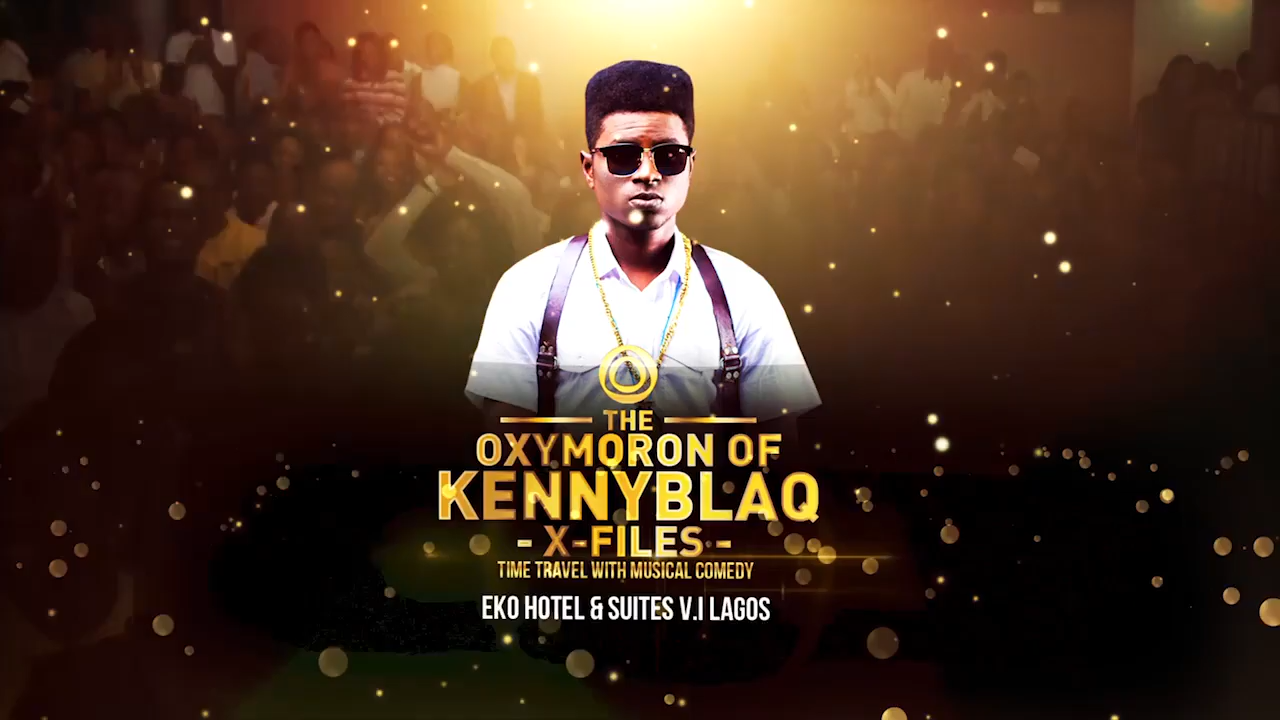 THE
OXYMORON OF
KENNYBLAQ
- X-FILES -
TIME TRAVEL WITH MUSICAL COMEDY
EKO HOTEL & SUITES V.I LAGOS